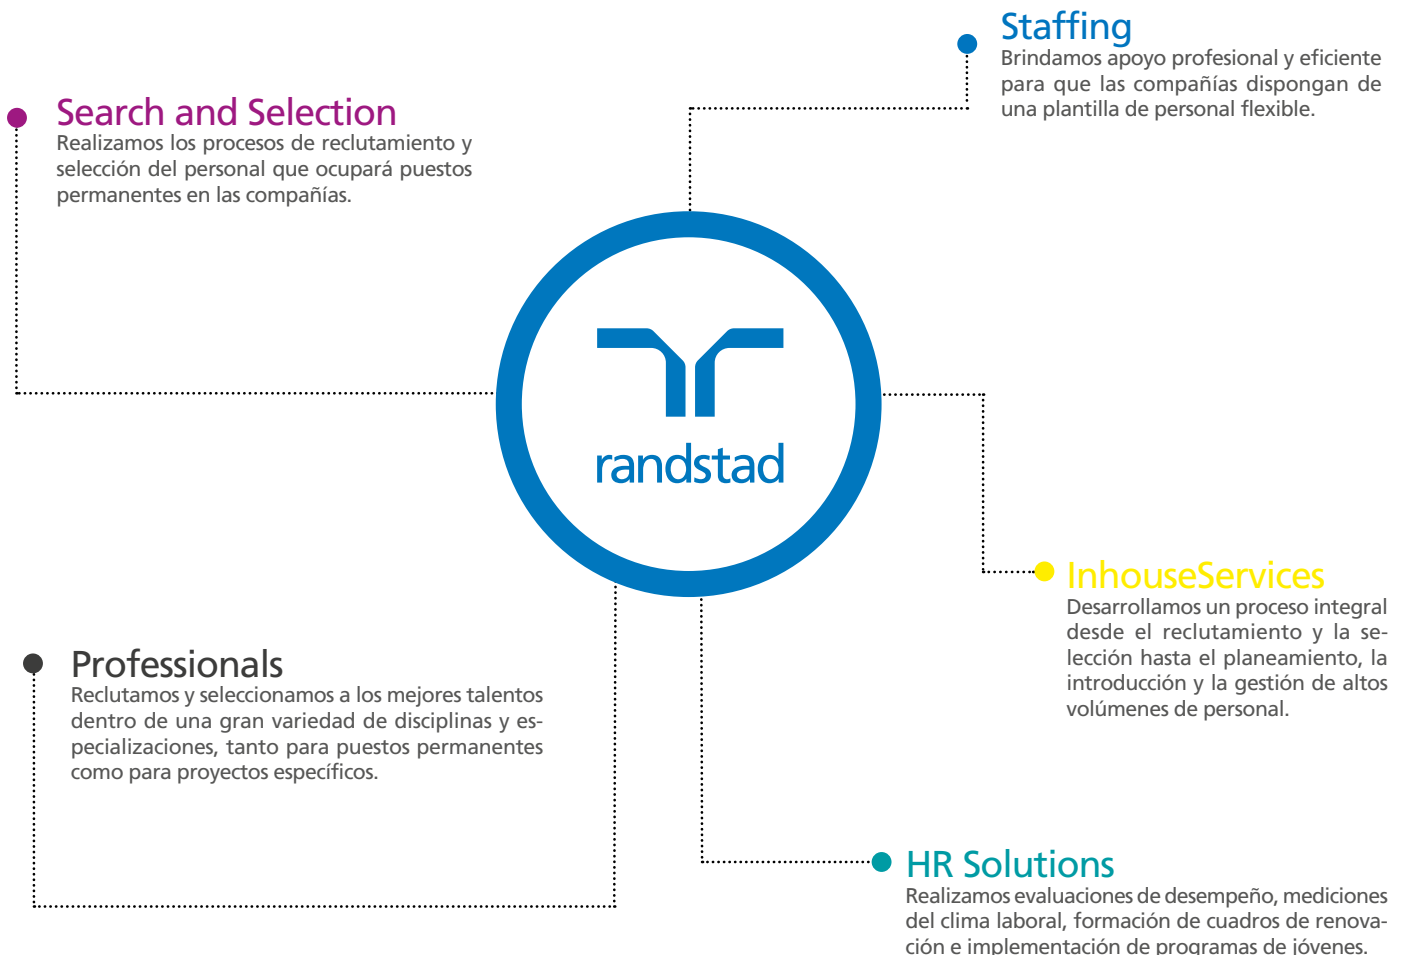 Staffing
Brindamos apoyo profesional y eficiente
para que las compañías dispongan de
una plantilla de personal flexible.
Search and Selection
Realizamos los procesos de reclutamiento y
selección del personal que ocupará puestos
permanentes en las compañías.
randstad
InhouseServices
Desarrollamos un proceso integral
desde el reclutamiento y la se-
lección hasta el planeamiento, la
introducción y la gestión de altos
volúmenes de personal.
Professionals
Reclutamos y seleccionamos a los mejores talentos
dentro de una gran variedad de disciplinas y es-
pecializaciones, tanto para puestos permanentes
como para proyectos específicos.
HR Solutions
Realizamos evaluaciones de desempeño, mediciones
del clima laboral, formación de cuadros de renova-
ción e implementación de programas de jóvenes.